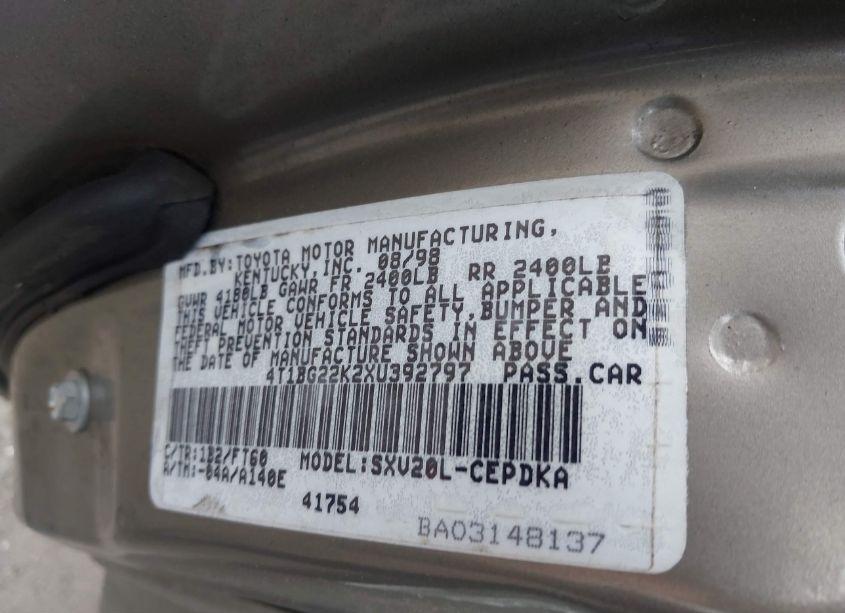 MFD.BY:TOYOTA MOTOR MANUFACTURING,
KENTUCKY,INC. 08/98
GVWR 4180LB GAWR FR 2400LB RR 2400LB
THIS VEHICLE CONFORMS TO ALL APPLICABLE
FEDERAL MOTOR VEHICLE SAFETY,BUMPER AND
THEFT PREVENTION STANDARDS IN EFFECT ON
THE DATE OF MANUFACTURE SHOWN ABOVE
4T1BG22K2XU392797 PASS.CAR
C/TR:1B2/FT60
A/TM:-04A/A140E MODEL:SXV20L-CEPDKA
41754
BA03148137